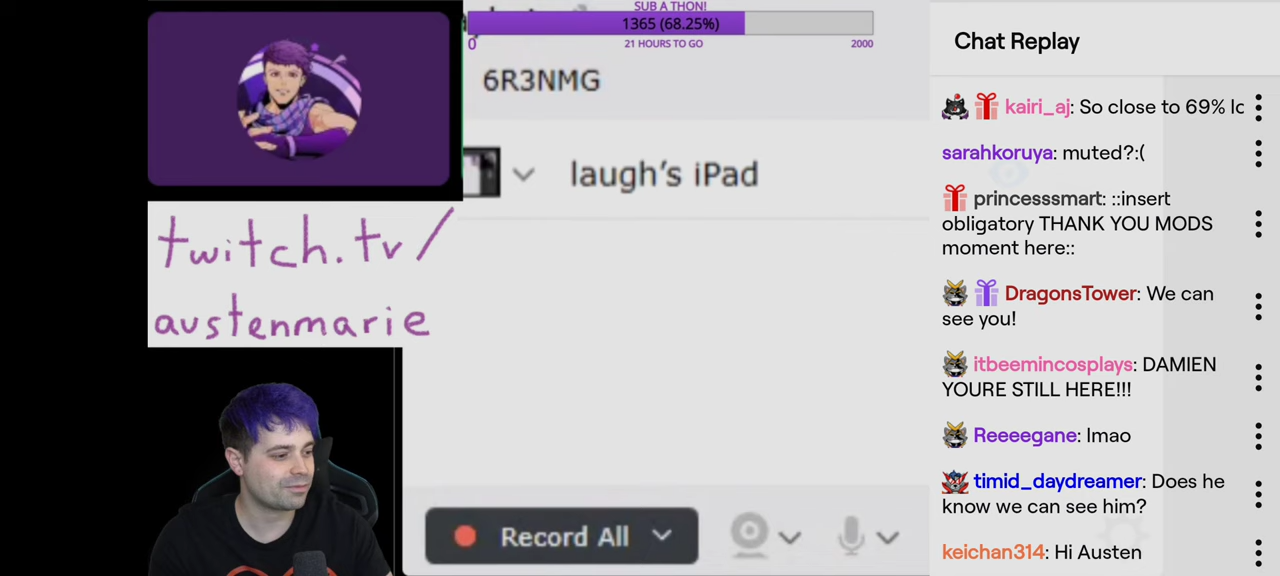 SUB A THON!
1365 (68.25%)
0
21 HOURS TO GO
2000
6R3NMG
laugh's iPad
twitch.tv/
austenmarie
Record All
Chat Replay
kairi_aj: So close to 69% lo
sarahkoruya: muted?:(
princesssmart: ::insert
obligatory THANK YOU MODS
moment here::
DragonsTower: We can
see you!
itbeemincosplays: DAMIEN
YOURE STILL HERE!!!
Reeeegane: lmao
timid_daydreamer: Does he
know we can see him?
keichan314: Hi Austen